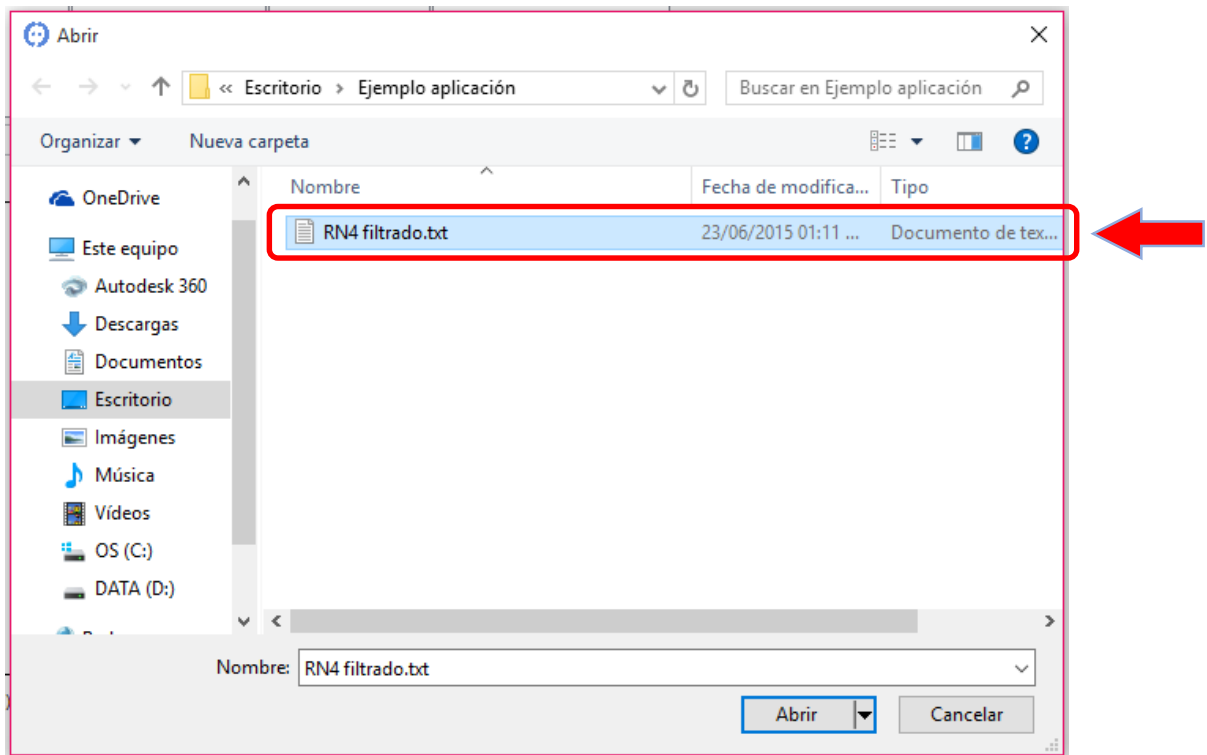 Abrir
« Escritorio › Ejemplo aplicación
Buscar en Ejemplo aplicación
Organizar
Nueva carpeta
Nombre
Fecha de modifica...
Tipo
OneDrive
Este equipo
Autodesk 360
Descargas
Documentos
Escritorio
Imágenes
Música
Vídeos
OS (C:)
DATA (D:)
RN4 filtrado.txt
23/06/2015 01:11 ...
Documento de tex...
Nombre:
RN4 filtrado.txt
Abrir
Cancelar